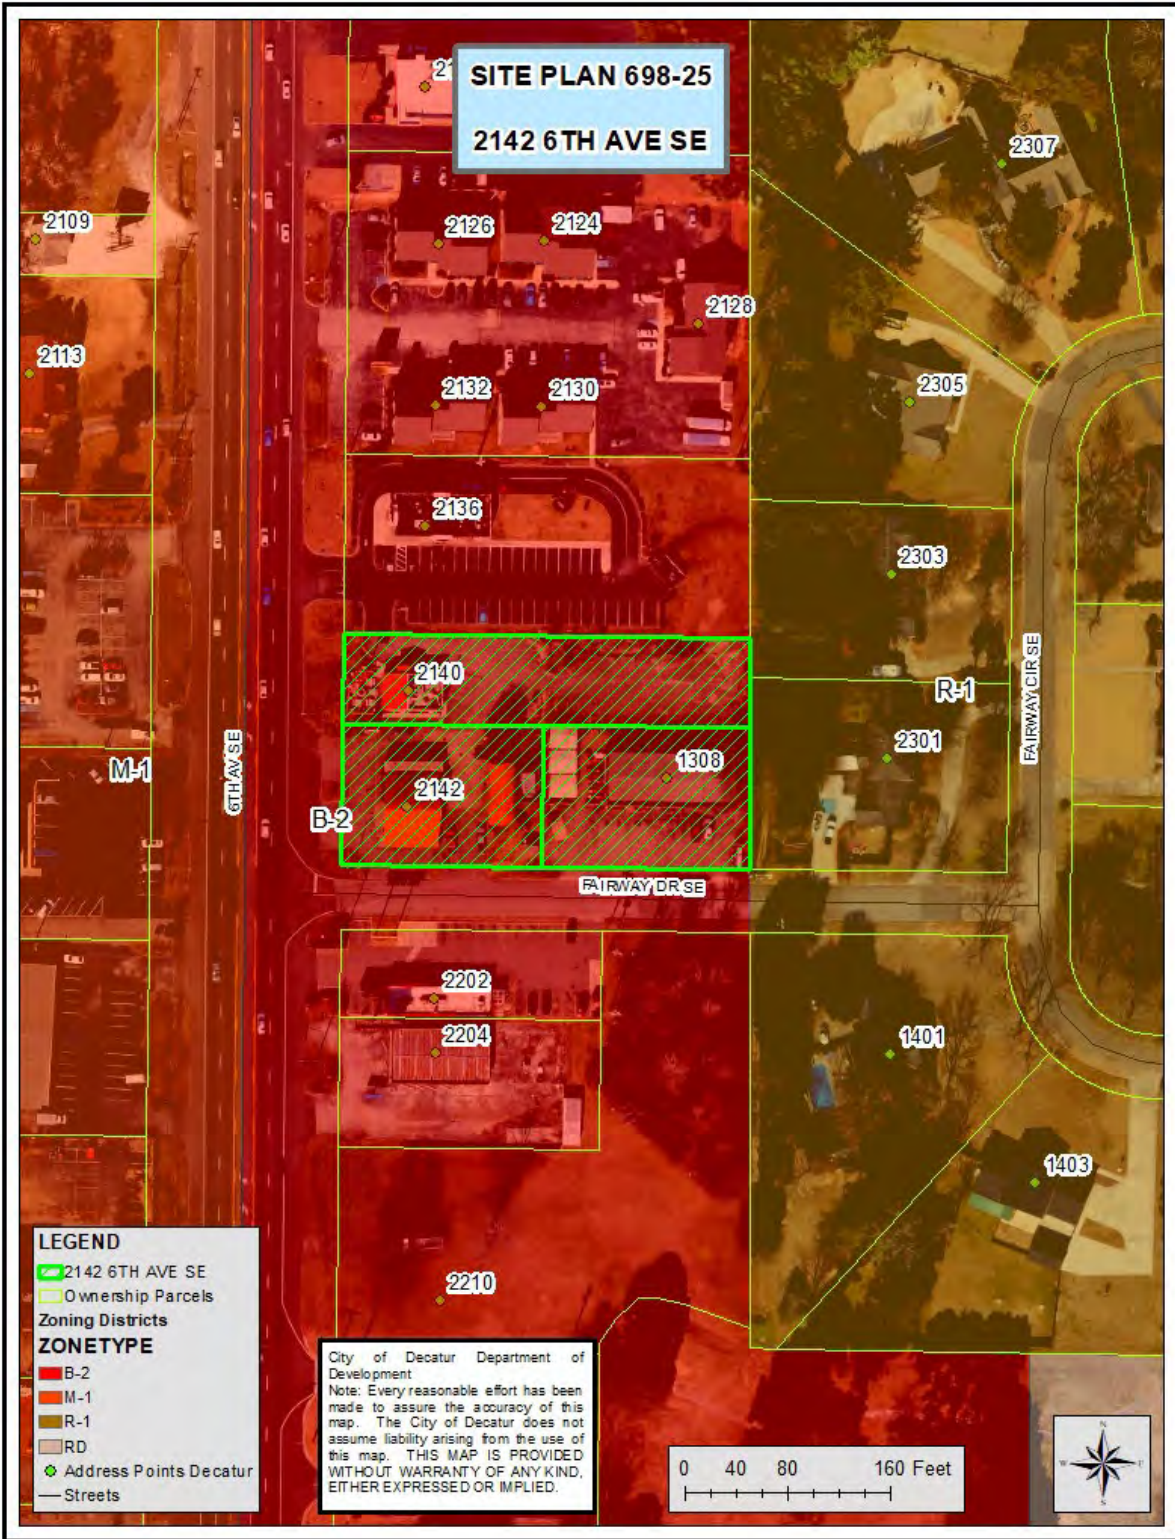 SITE PLAN 698-25
2142 6TH AVE SE
2307
2109
2126
2124
2128
2113
2132
2130
2305
2136
2303
2140
R-1
FAIRWAY CIR SE
6TH AV SE
M-1
2301
1308
2142
B-2
FAIRWAY DR SE
2202
2204
1401
1403
2210
LEGEND
2142 6TH AVE SE
Ownership Parcels
Zoning Districts
ZONETYPE
B-2
M-1
R-1
RD
Address Points Decatur
Streets
City of Decatur Department of
Development
Note: Every reasonable effort has been
made to assure the accuracy of this
map. The City of Decatur does not
assume liability arising from the use of
this map. THIS MAP IS PROVIDED
WITHOUT WARRANTY OF ANY KIND,
EITHER EXPRESSED OR IMPLIED.
0 40 80 160 Feet
N
W E
S